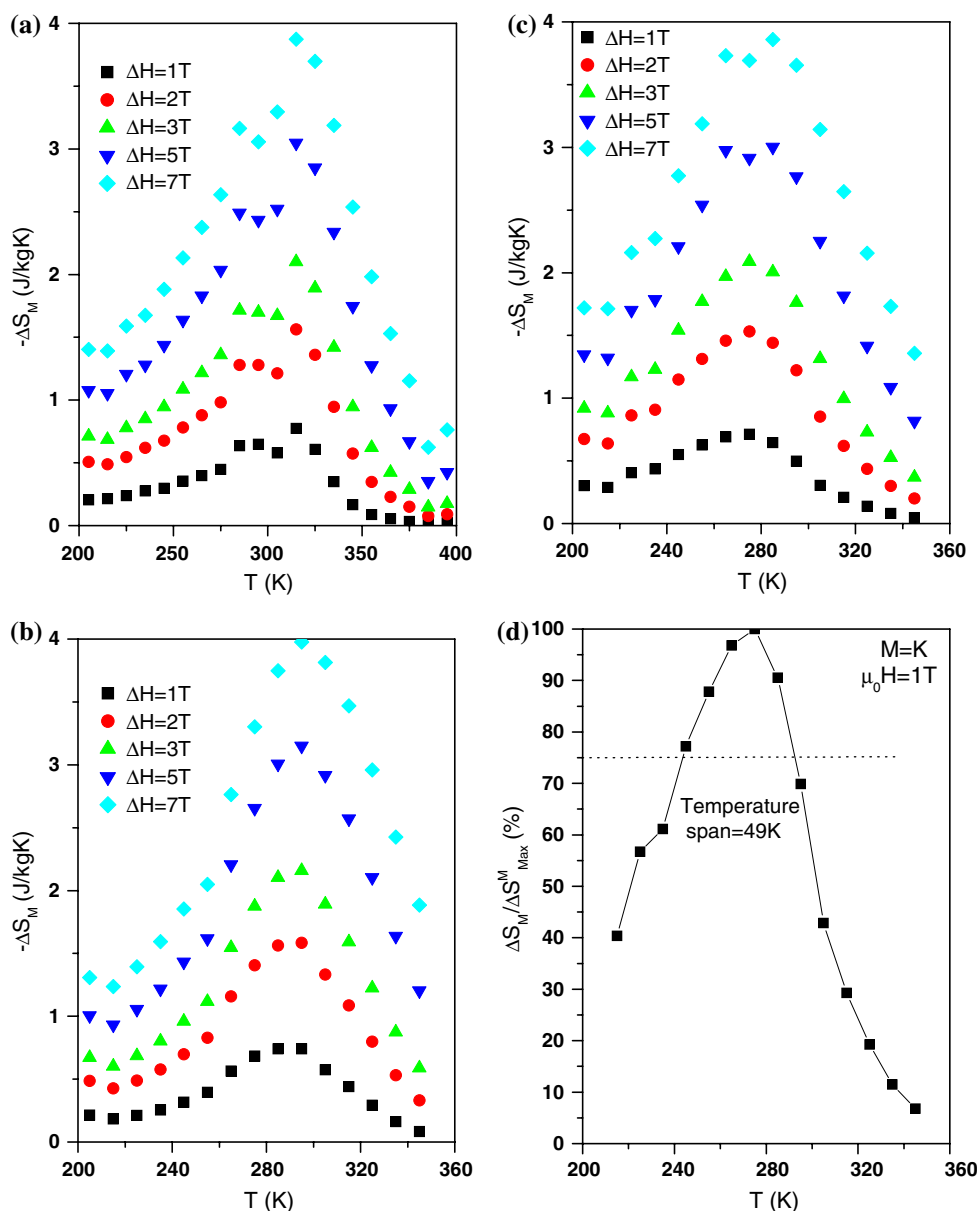 (a)
4
3
2
1
0
-ΔS_M (J/kgK)
ΔH=1T
ΔH=2T
ΔH=3T
ΔH=5T
ΔH=7T
200 250 300 350 400
T (K)
(c)
4
3
2
1
0
-ΔS_M (J/kgK)
ΔH=1T
ΔH=2T
ΔH=3T
ΔH=5T
ΔH=7T
200 240 280 320 360
T (K)
(b)
4
3
2
1
0
-ΔS_M (J/kgK)
ΔH=1T
ΔH=2T
ΔH=3T
ΔH=5T
ΔH=7T
200 240 280 320 360
T (K)
(d)
100
90
80
70
60
50
40
30
20
10
0
ΔS_M/ΔS^M_Max (%)
M=K
μ₀H=1T
Temperature
span=49K
200 240 280 320 360
T (K)